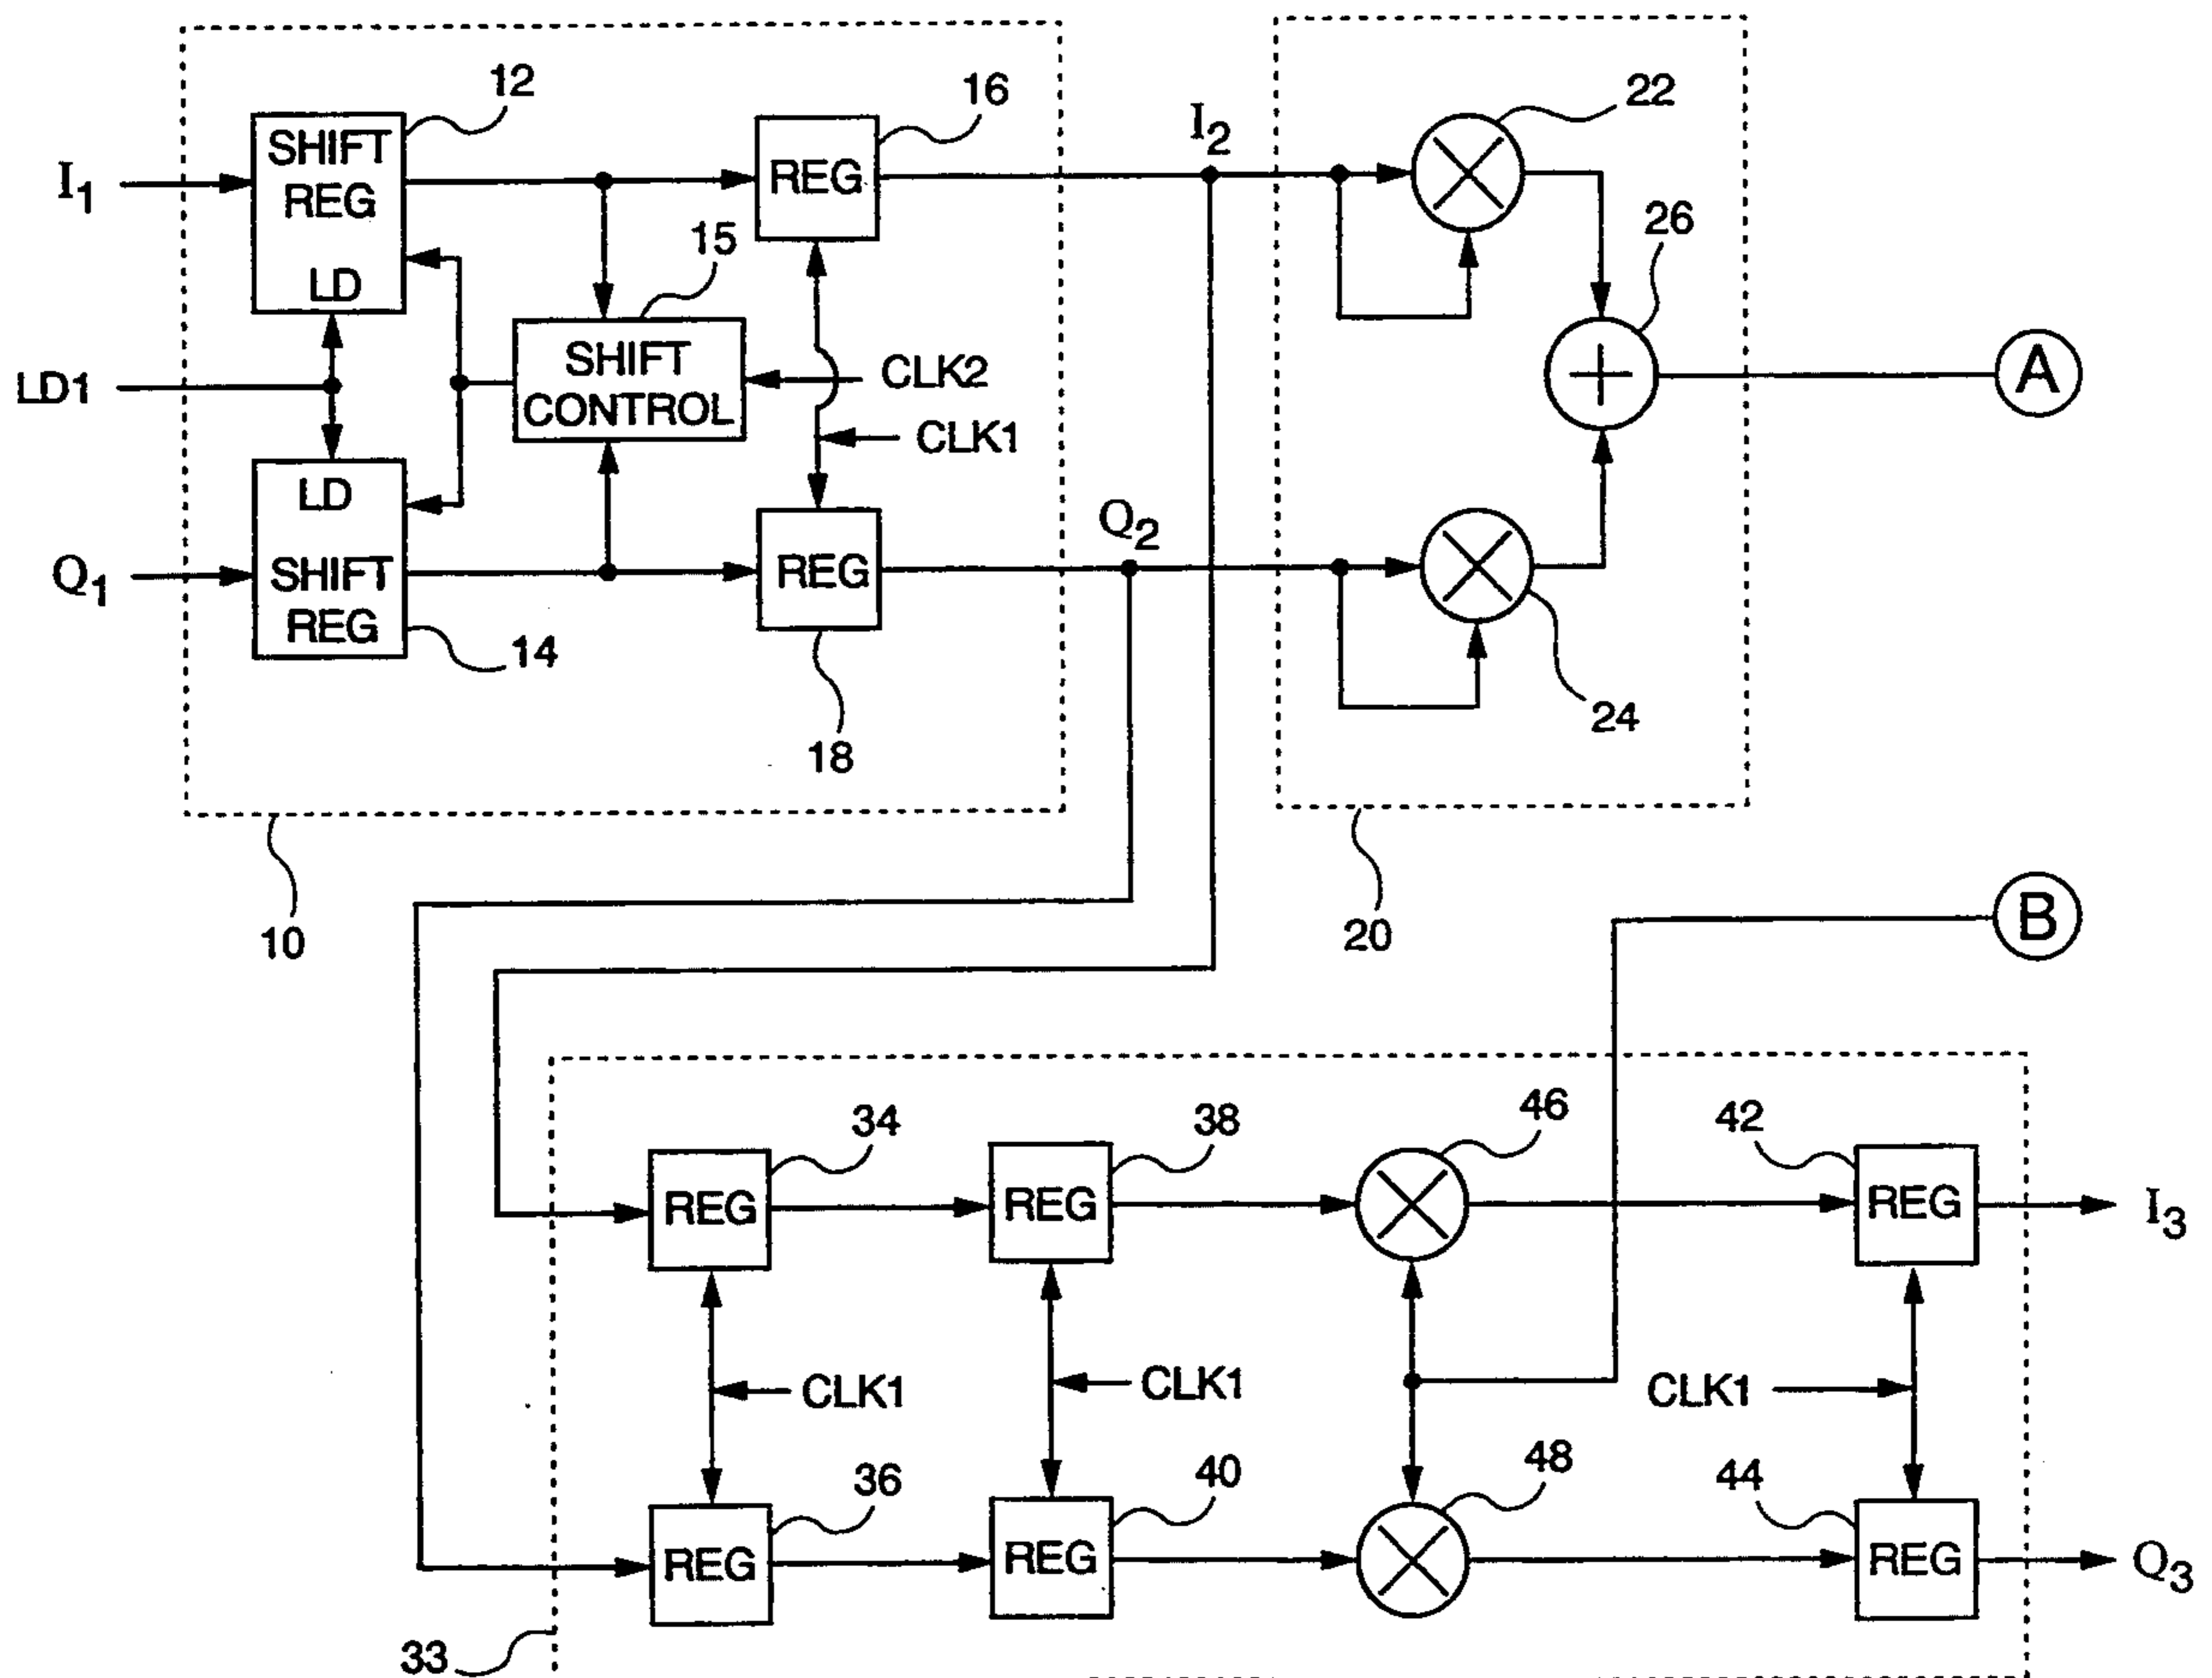 12
16
I₁
SHIFT
REG
LD
REG
I₂
22
15
26
LD1
SHIFT
CONTROL
CLK2
CLK1
A
LD
SHIFT
REG
Q₁
REG
Q₂
14
18
24
10
20
B
34
38
46
42
REG
REG
REG
I₃
CLK1
CLK1
CLK1
36
40
48
44
REG
REG
REG
Q₃
33